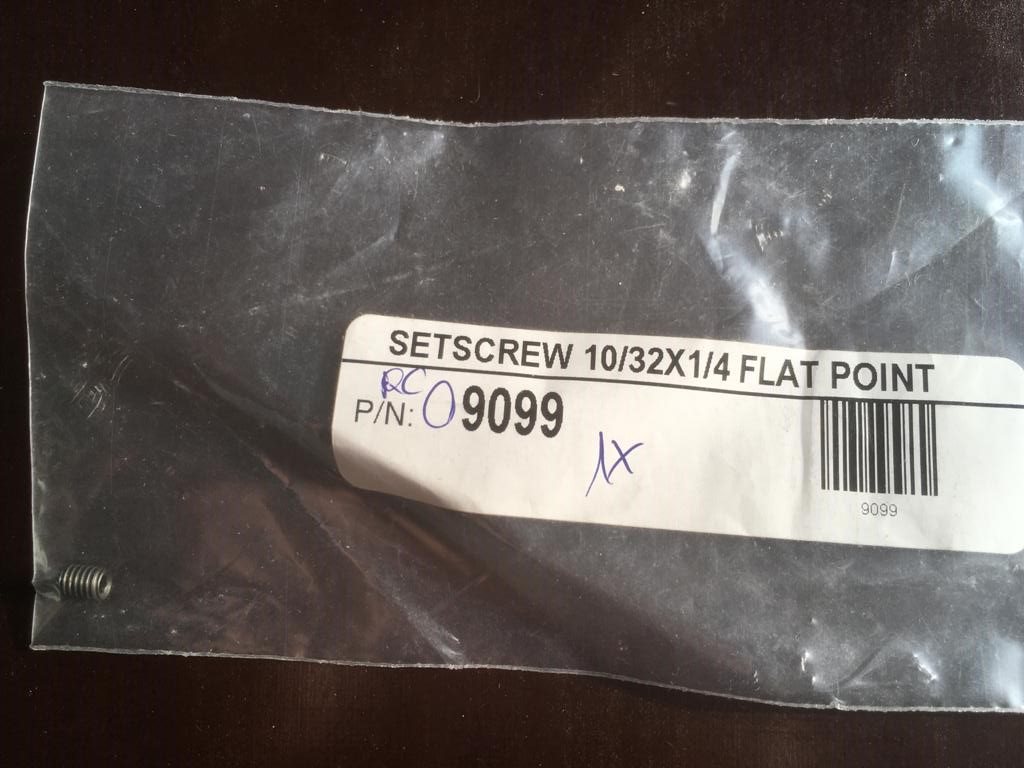 SETSCREW 10/32X1/4 FLAT POINT
RC
P/N: 09099
1X
9099